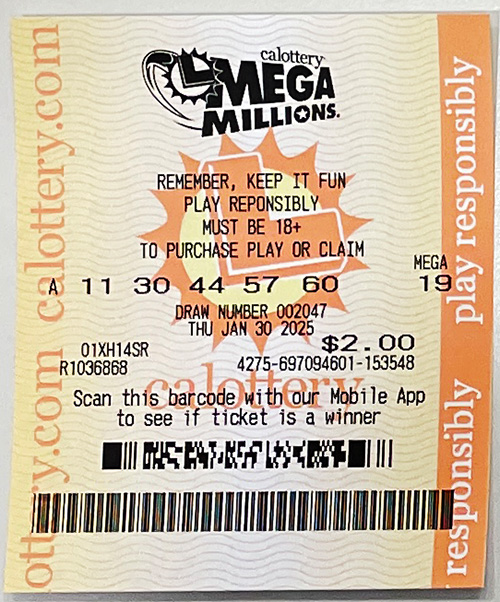 calottery
MEGA
MILLIONS.
REMEMBER, KEEP IT FUN
PLAY REPONSIBLY
MUST BE 18+
TO PURCHASE PLAY OR CLAIM
MEGA
A 11 30 44 57 60 19
DRAW NUMBER 002047
THU JAN 30 2025
01XH14SR $2.00
R1036868 4275-697094601-153548
calottery
Scan this barcode with our Mobile App
to see if ticket is a winner
ottery.com calottery.com
responsibly play responsibly